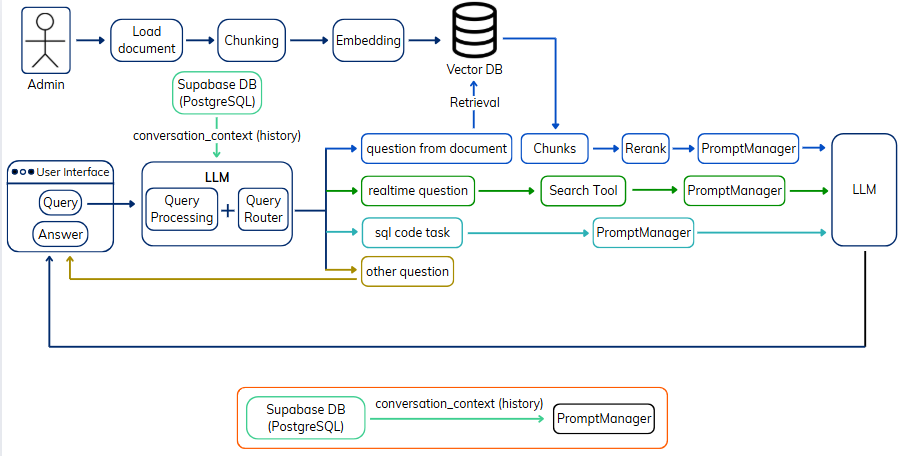 Admin
Load
document
Chunking
Embedding
Vector DB
Supabase DB
(PostgreSQL)
Retrieval
conversation_context (history)
User Interface
Query
Answer
LLM
Query
Processing
Query
Router
question from document
Chunks
Rerank
PromptManager
realtime question
Search Tool
PromptManager
sql code task
PromptManager
other question
LLM
Supabase DB
(PostgreSQL)
conversation_context (history)
PromptManager